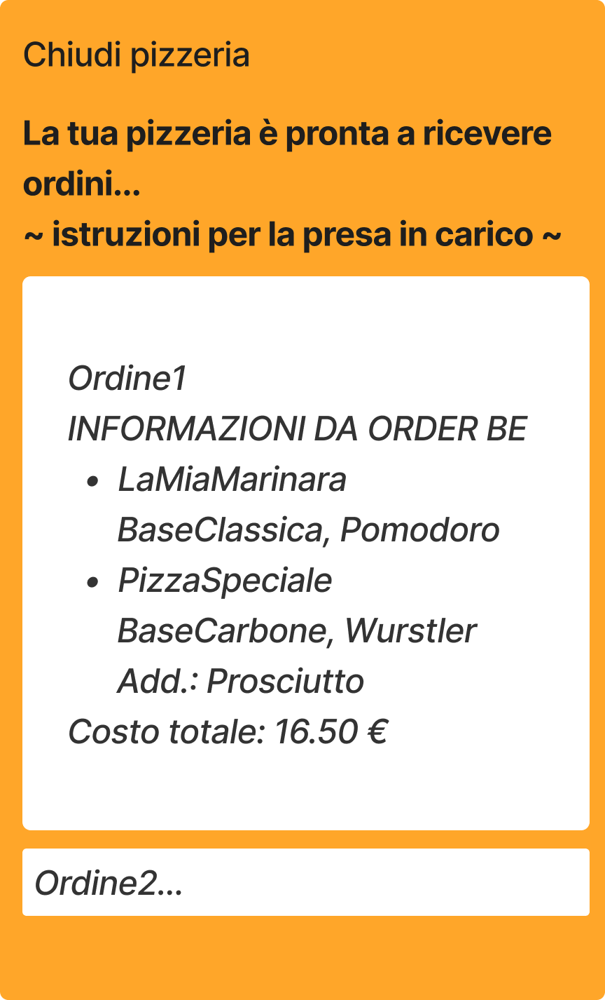 Chiudi pizzeria
La tua pizzeria è pronta a ricevere
ordini...
~ istruzioni per la presa in carico ~
Ordine1
INFORMAZIONI DA ORDER BE
• LaMiaMarinara
BaseClassica, Pomodoro
• PizzaSpeciale
BaseCarbone, Wurstler
Add.: Prosciutto
Costo totale: 16.50 €
Ordine2...